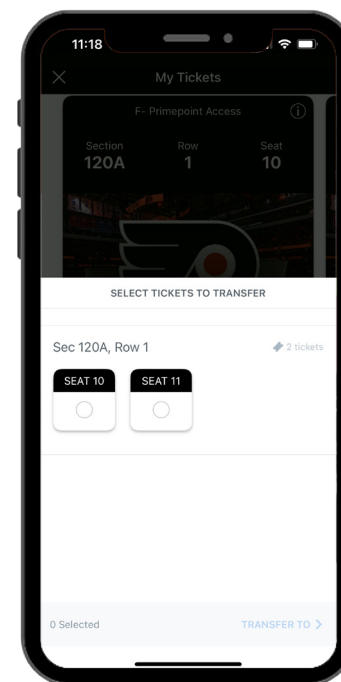 11:18
My Tickets
F- Primepoint Access
Section Row Seat
120A 1 10
SELECT TICKETS TO TRANSFER
Sec 120A, Row 1 2 tickets
SEAT 10 SEAT 11
0 Selected TRANSFER TO